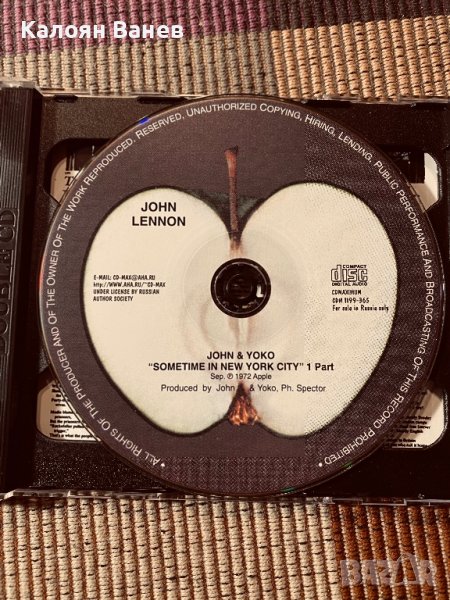 Калоян Ванев
DOUBLE CD
ALL RIGHTS OF THE PRODUCER AND OF THE OWNER OF THE WORK REPRODUCED, RESERVED, UNAUTHORIZED COPYING, HIRING, LENDING, PUBLIC PERFORMANCE AND BROADCASTING OF THIS RECORD PROHIBITED
JOHN
LENNON
E-MAIL: CD-MAX@AHA.RU
http://WWW.AHA.RU/~CD-MAX
UNDER LICENSE BY RUSSIAN
AUTHOR SOCIETY
COMPACT
disc
DIGITAL AUDIO
CDMAXIMUM
CDM 1199-365
For sale in Russia only
JOHN & YOKO
"SOMETIME IN NEW YORK CITY" 1 Part
Sep. ℗ 1972 Apple
Produced by John & Yoko, Ph. Spector
BAZAR